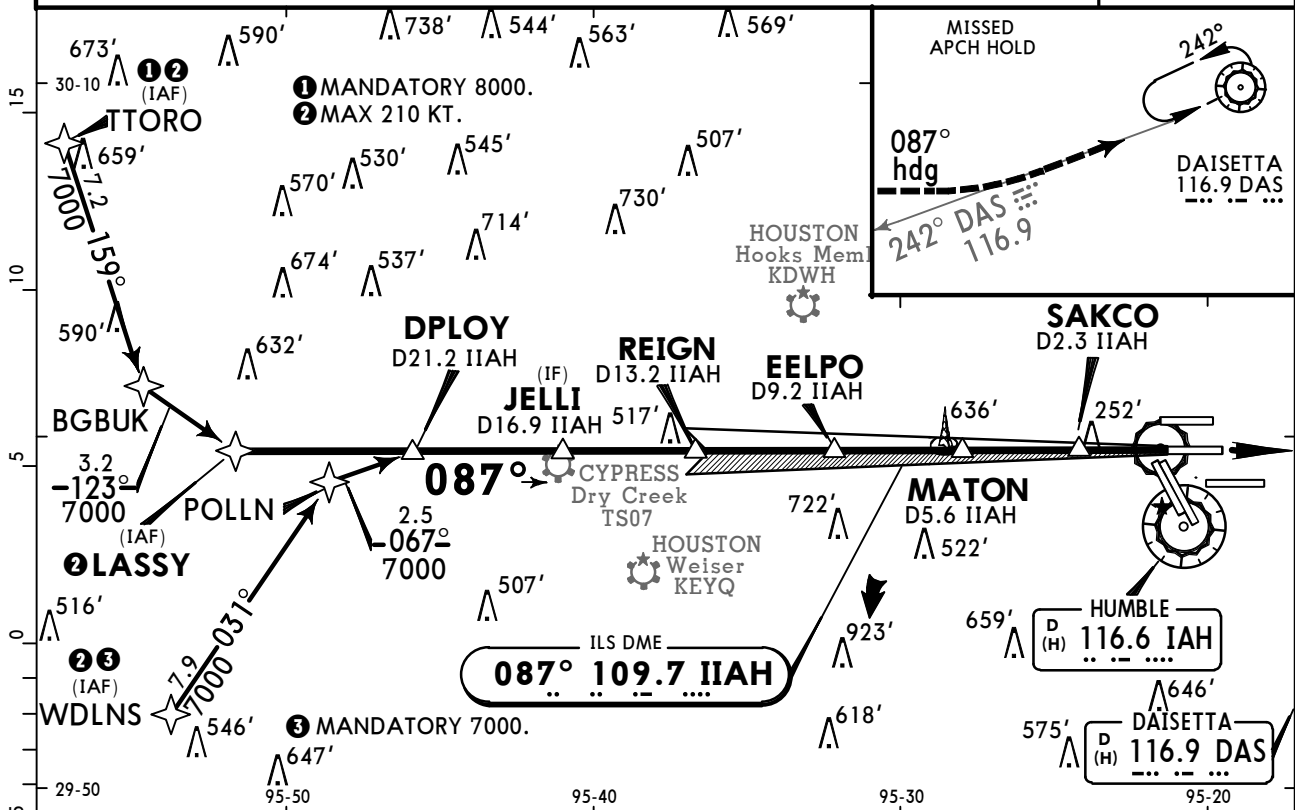 738'
544'
569'
590'
563'
673'
❶❷
(IAF)
TTORO
30-10
❶ MANDATORY 8000.
❷ MAX 210 KT.
15
659'
7.2
7000
159°
530'
545'
507'
570'
730'
714'
674'
537'
590'
632'
10
HOUSTON
Hooks Meml
KDWH
MISSED
APCH HOLD
242°
087°
hdg
DAISETTA
116.9 DAS
242° DAS
116.9
DPLOY
D21.2 IIAH
(IF)
JELLI
D16.9 IIAH
REIGN
D13.2 IIAH
EELPO
D9.2 IIAH
SAKCO
D2.3 IIAH
517'
636'
252'
BGBUK
5
3.2
123°
7000
(IAF)
❷LASSY
POLLN
087°
2.5
067°
7000
CYPRESS
Dry Creek
TS07
MATON
D5.6 IIAH
722'
522'
HOUSTON
Weiser
KEYQ
507'
516'
0
❷❸
(IAF)
WDLNS
7.9
7000
031°
546'
ILS DME
087° 109.7 IIAH
923'
659'
HUMBLE
D
(H)
116.6 IAH
646'
❸ MANDATORY 7000.
647'
618'
575'
DAISETTA
D
(H)
116.9 DAS
29-50
95-50
95-40
95-30
95-20